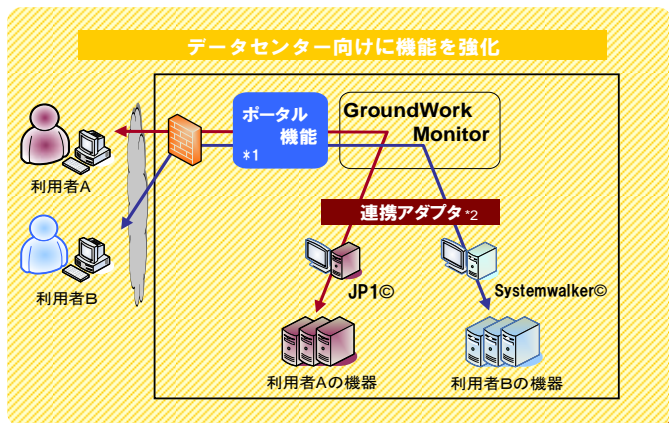 データセンター向けに機能を強化
ポータル
機能
*1
GroundWork
Monitor
利用者A
連携アダプタ *2
利用者B
JP1©
Systemwalker©
利用者Aの機器
利用者Bの機器